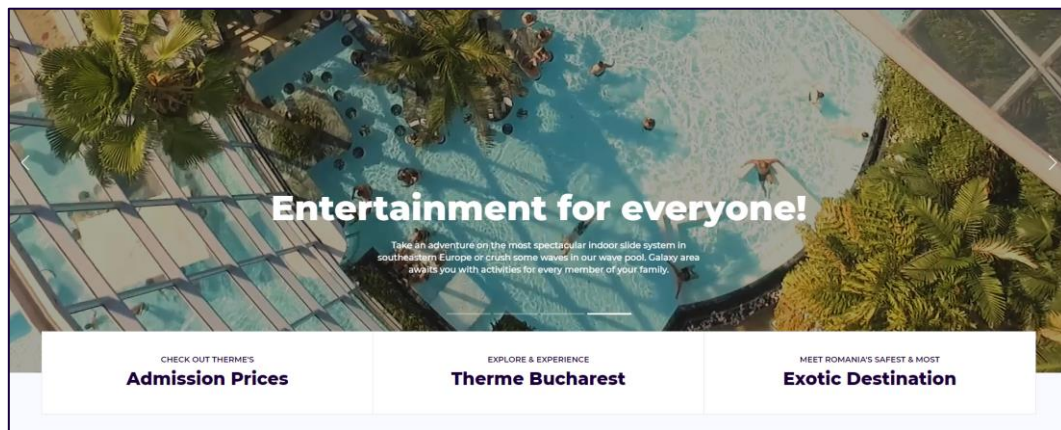 Entertainment for everyone!
Take an adventure on the most spectacular indoor slide system in
southeastern Europe or crush some waves in our wave pool. Galaxy area
awaits you with activities for every member of your family.
CHECK OUT THERME'S
Admission Prices
EXPLORE & EXPERIENCE
Therme Bucharest
MEET ROMANIA'S SAFEST & MOST
Exotic Destination